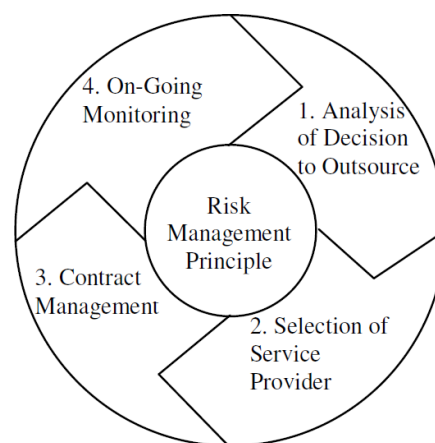 1. Analysis
of Decision
to Outsource
2. Selection of
Service
Provider
3. Contract
Management
4. On-Going
Monitoring
Risk
Management
Principle